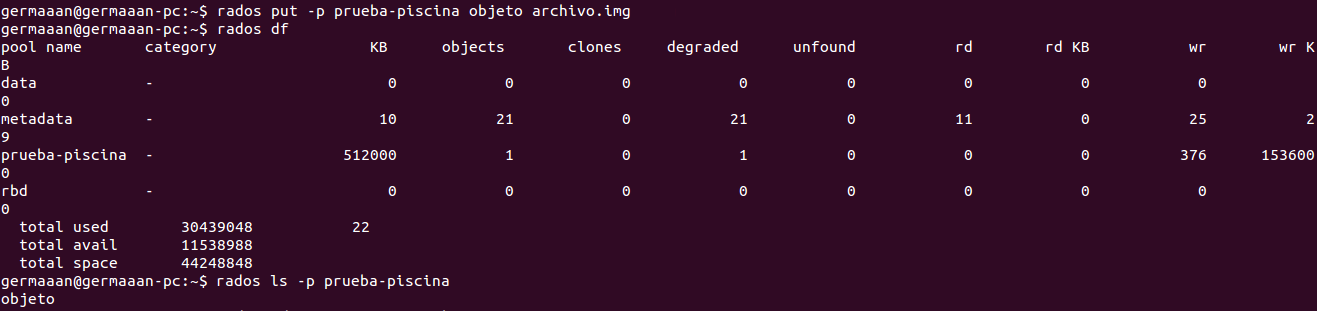 germaaan@germaaan-pc:~$ rados put -p prueba-piscina objeto archivo.img
germaaan@germaaan-pc:~$ rados df
pool name       category                 KB      objects       clones     degraded      unfound           rd        rd KB           wr        wr K
B
data            -                          0            0            0            0           0            0            0            0
0
metadata        -                         10           21            0           21           0           11            0           25           2
9
prueba-piscina  -                     512000            1            0            1           0            0            0          376      153600
0
rbd             -                          0            0            0            0           0            0            0            0
0
  total used        30439048           22
  total avail       11538988
  total space       44248848
germaaan@germaaan-pc:~$ rados ls -p prueba-piscina
objeto